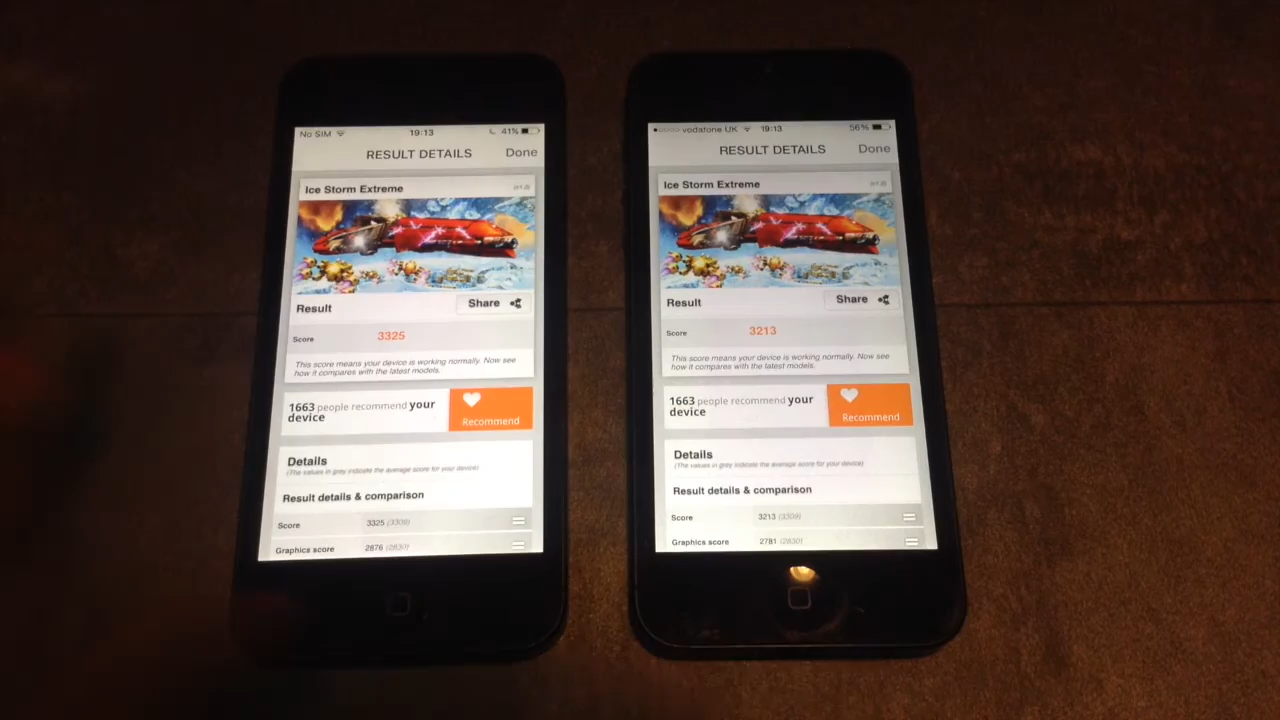 No SIM 19:13 41%
RESULT DETAILS Done
Ice Storm Extreme
Result Share
Score 3325
This score means your device is working normally. Now see
how it compares with the latest models.
1663 people recommend your
device
Recommend
Details
(The values in grey indicate the average score for your device)
Result details & comparison
Score 3325 (3309)
Graphics score 2876 (2830)
vodafone UK 19:13 56%
RESULT DETAILS Done
Ice Storm Extreme
Result Share
Score 3213
This score means your device is working normally. Now see
how it compares with the latest models.
1663 people recommend your
device
Recommend
Details
(The values in grey indicate the average score for your device)
Result details & comparison
Score 3213 (3309)
Graphics score 2781 (2830)